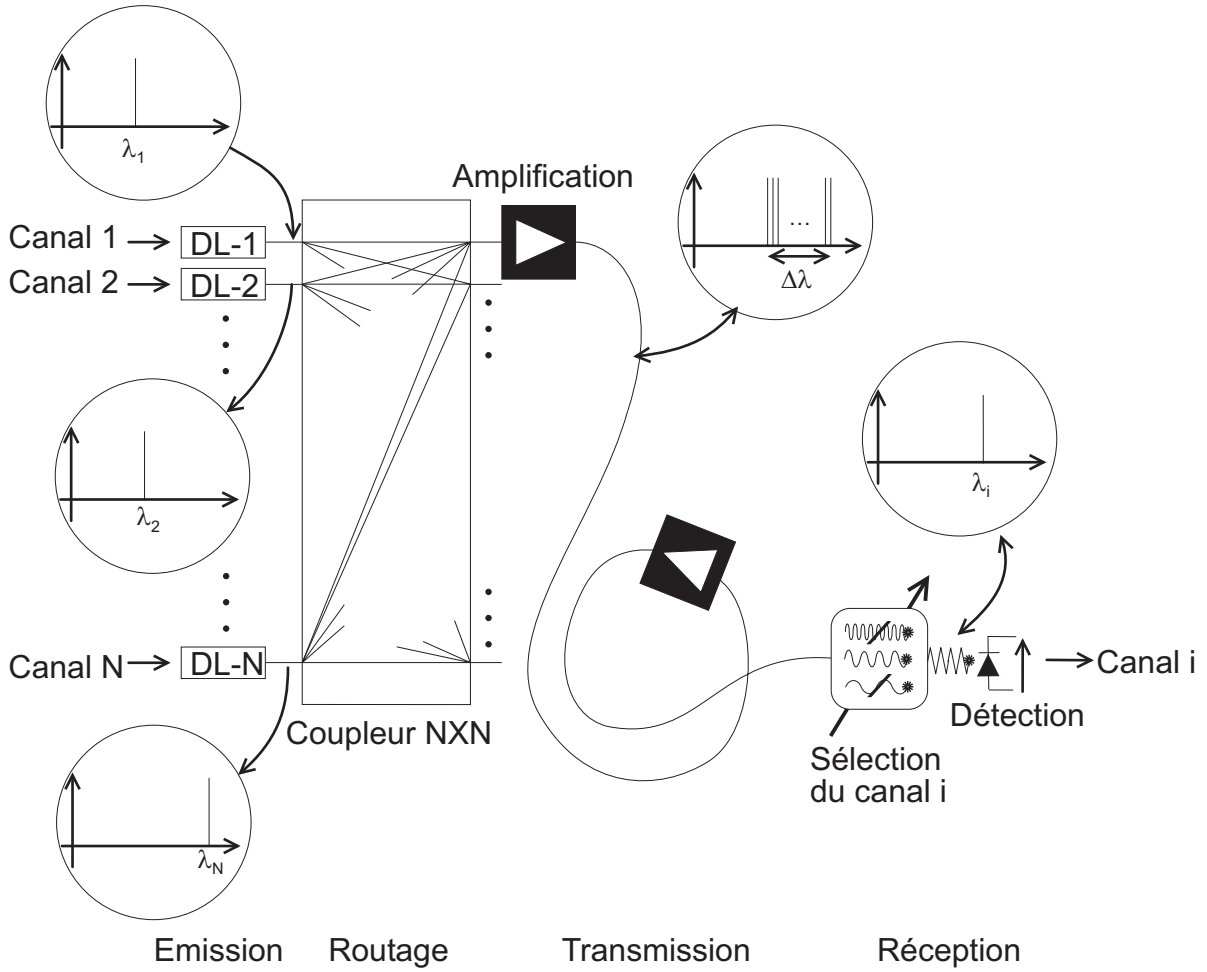 λ1
Amplification
Canal 1
DL-1
Canal 2
DL-2
...
Δλ
λ2
λi
Canal N
DL-N
Coupleur NXN
Canal i
Détection
Sélection
du canal i
λN
Emission
Routage
Transmission
Réception